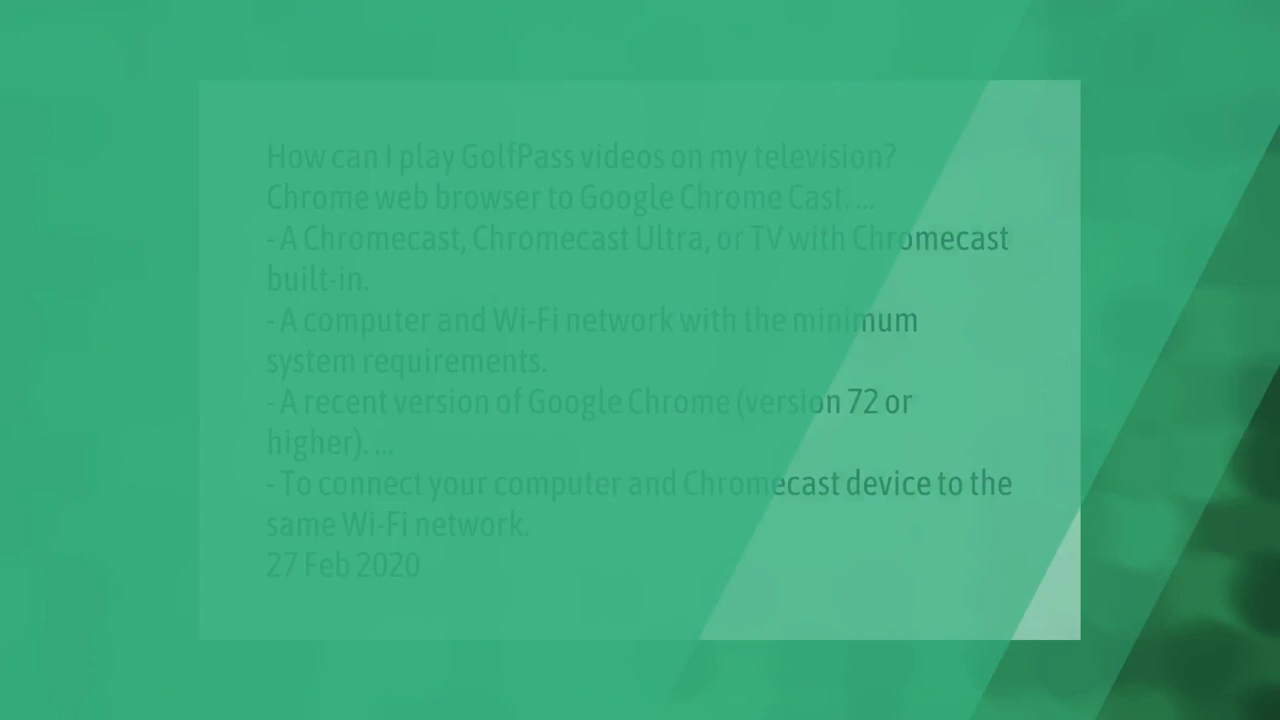 How can I play GolfPass videos on my television?
Chrome web browser to Google Chrome Cast. ...
- A Chromecast, Chromecast Ultra, or TV with Chromecast
built-in.
- A computer and Wi-Fi network with the minimum
system requirements.
- A recent version of Google Chrome (version 72 or
higher). ...
- To connect your computer and Chromecast device to the
same Wi-Fi network.
27 Feb 2020